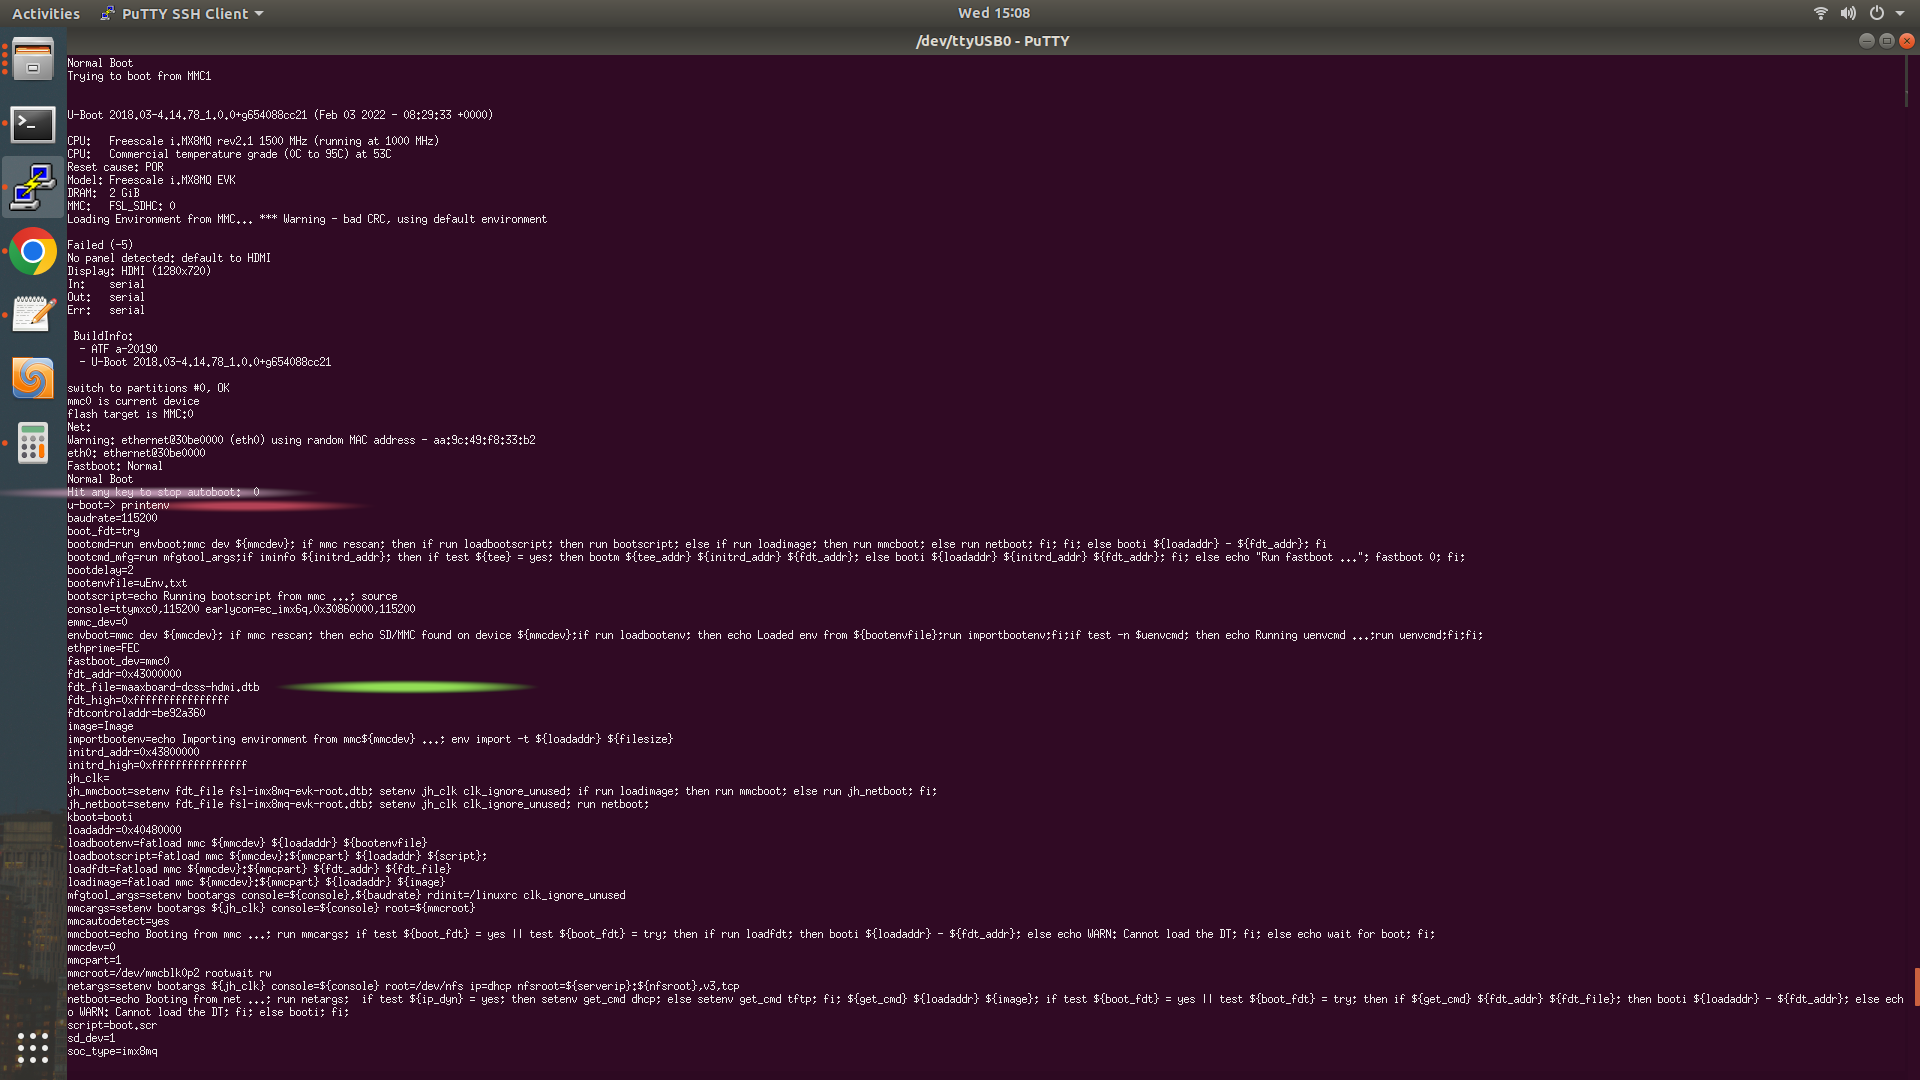 Activities PuTTY SSH Client Wed 15:08
/dev/ttyUSB0 - PuTTY
Normal Boot
Trying to boot from MMC1
U-Boot 2018.03-4.14.78_1.0.0+g654088cc21 (Feb 03 2022 - 08:29:33 +0000)
CPU: Freescale i.MX8MQ rev2.1 1500 MHz (running at 1000 MHz)
CPU: Commercial temperature grade (0C to 95C) at 53C
Reset cause: POR
Model: Freescale i.MX8MQ EVK
DRAM: 2 GiB
MMC: FSL_SDHC: 0
Loading Environment from MMC... *** Warning - bad CRC, using default environment
Failed (-5)
No panel detected: default to HDMI
Display: HDMI (1280x720)
In: serial
Out: serial
Err: serial
BuildInfo:
- ATF a-20190
- U-Boot 2018.03-4.14.78_1.0.0+g654088cc21
switch to partitions #0, OK
mmc0 is current device
flash target is MMC:0
Net:
Warning: ethernet@30be0000 (eth0) using random MAC address - aa:9c:49:f8:33:b2
eth0: ethernet@30be0000
Fastboot: Normal
Normal Boot
Hit any key to stop autoboot: 0
u-boot=> printenv
baudrate=115200
boot_fdt=try
bootcmd=run envboot;mmc dev ${mmcdev}; if mmc rescan; then if run loadbootscript; then run bootscript; else if run loadimage; then run mmcboot; else run netboot; fi; fi; else booti ${loadaddr} - ${fdt_addr}; fi
bootcmd_mfg=run mfgtool_args;if iminfo ${initrd_addr}; then if test ${tee} = yes; then bootm ${tee_addr} ${initrd_addr} ${fdt_addr}; else booti ${loadaddr} ${initrd_addr} ${fdt_addr}; fi; else echo "Run fastboot ..."; fastboot 0; fi;
bootdelay=2
bootenvfile=uEnv.txt
bootscript=echo Running bootscript from mmc ...; source
console=ttymxc0,115200 earlycon=ec_imx6q,0x30860000,115200
emmc_dev=0
envboot=mmc dev ${mmcdev}; if mmc rescan; then echo SD/MMC found on device ${mmcdev};if run loadbootenv; then echo Loaded env from ${bootenvfile};run importbootenv;fi;if test -n $uenvcmd; then echo Running uenvcmd ...;run uenvcmd;fi;fi;
ethprime=FEC
fastboot_dev=mmc0
fdt_addr=0x43000000
fdt_file=maaxboard-dcss-hdmi.dtb
fdt_high=0xffffffffffffffff
fdtcontroladdr=be92a360
image=Image
importbootenv=echo Importing environment from mmc${mmcdev} ...; env import -t ${loadaddr} ${filesize}
initrd_addr=0x43800000
initrd_high=0xffffffffffffffff
jh_clk=
jh_mmcboot=setenv fdt_file fsl-imx8mq-evk-root.dtb; setenv jh_clk clk_ignore_unused; if run loadimage; then run mmcboot; else run jh_netboot; fi;
jh_netboot=setenv fdt_file fsl-imx8mq-evk-root.dtb; setenv jh_clk clk_ignore_unused; run netboot;
kboot=booti
loadaddr=0x40480000
loadbootenv=fatload mmc ${mmcdev} ${loadaddr} ${bootenvfile}
loadbootscript=fatload mmc ${mmcdev}:${mmcpart} ${loadaddr} ${script};
loadfdt=fatload mmc ${mmcdev}:${mmcpart} ${fdt_addr} ${fdt_file}
loadimage=fatload mmc ${mmcdev}:${mmcpart} ${loadaddr} ${image}
mfgtool_args=setenv bootargs console=${console},${baudrate} rdinit=/linuxrc clk_ignore_unused
mmcargs=setenv bootargs ${jh_clk} console=${console} root=${mmcroot}
mmcautodetect=yes
mmcboot=echo Booting from mmc ...; run mmcargs; if test ${boot_fdt} = yes || test ${boot_fdt} = try; then if run loadfdt; then booti ${loadaddr} - ${fdt_addr}; else echo WARN: Cannot load the DT; fi; else echo wait for boot; fi;
mmcdev=0
mmcpart=1
mmcroot=/dev/mmcblk0p2 rootwait rw
netargs=setenv bootargs ${jh_clk} console=${console} root=/dev/nfs ip=dhcp nfsroot=${serverip}:${nfsroot},v3,tcp
netboot=echo Booting from net ...; run netargs; if test ${ip_dyn} = yes; then setenv get_cmd dhcp; else setenv get_cmd tftp; fi; ${get_cmd} ${loadaddr} ${image}; if test ${boot_fdt} = yes || test ${boot_fdt} = try; then if ${get_cmd} ${fdt_addr} ${fdt_file}; then booti ${loadaddr} - ${fdt_addr}; else ech
o WARN: Cannot load the DT; fi; else booti; fi;
script=boot.scr
sd_dev=1
soc_type=imx8mq